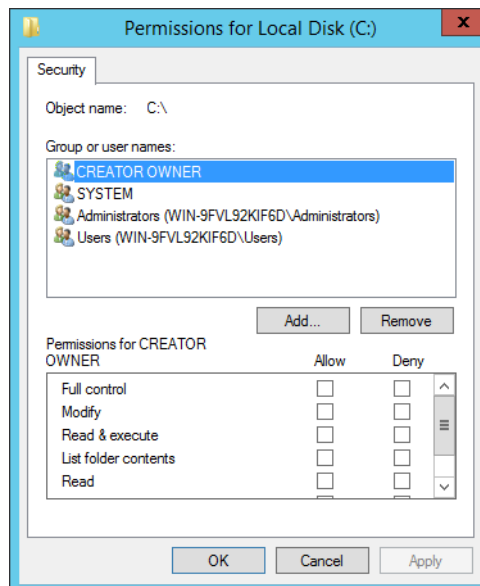 Permissions for Local Disk (C:)
x
Security
Object name: C:\
Group or user names:
CREATOR OWNER
SYSTEM
Administrators (WIN-9FVL92KIF6D\Administrators)
Users (WIN-9FVL92KIF6D\Users)
Add... Remove
Permissions for CREATOR
OWNER Allow Deny
Full control
Modify
Read & execute
List folder contents
Read
OK Cancel Apply